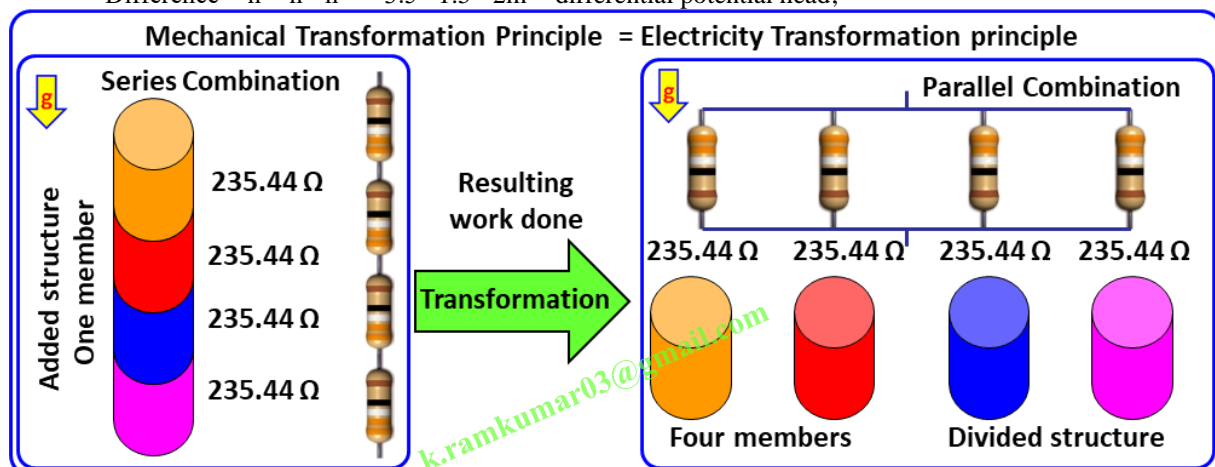 Mechanical Transformation Principle = Electricity Transformation principle
g
Series Combination
Added structure
One member
235.44 Ω
235.44 Ω
235.44 Ω
235.44 Ω
Resulting
work done
Transformation
g
Parallel Combination
235.44 Ω 235.44 Ω 235.44 Ω 235.44 Ω
Four members Divided structure
k.ramkumar03@gmail.com